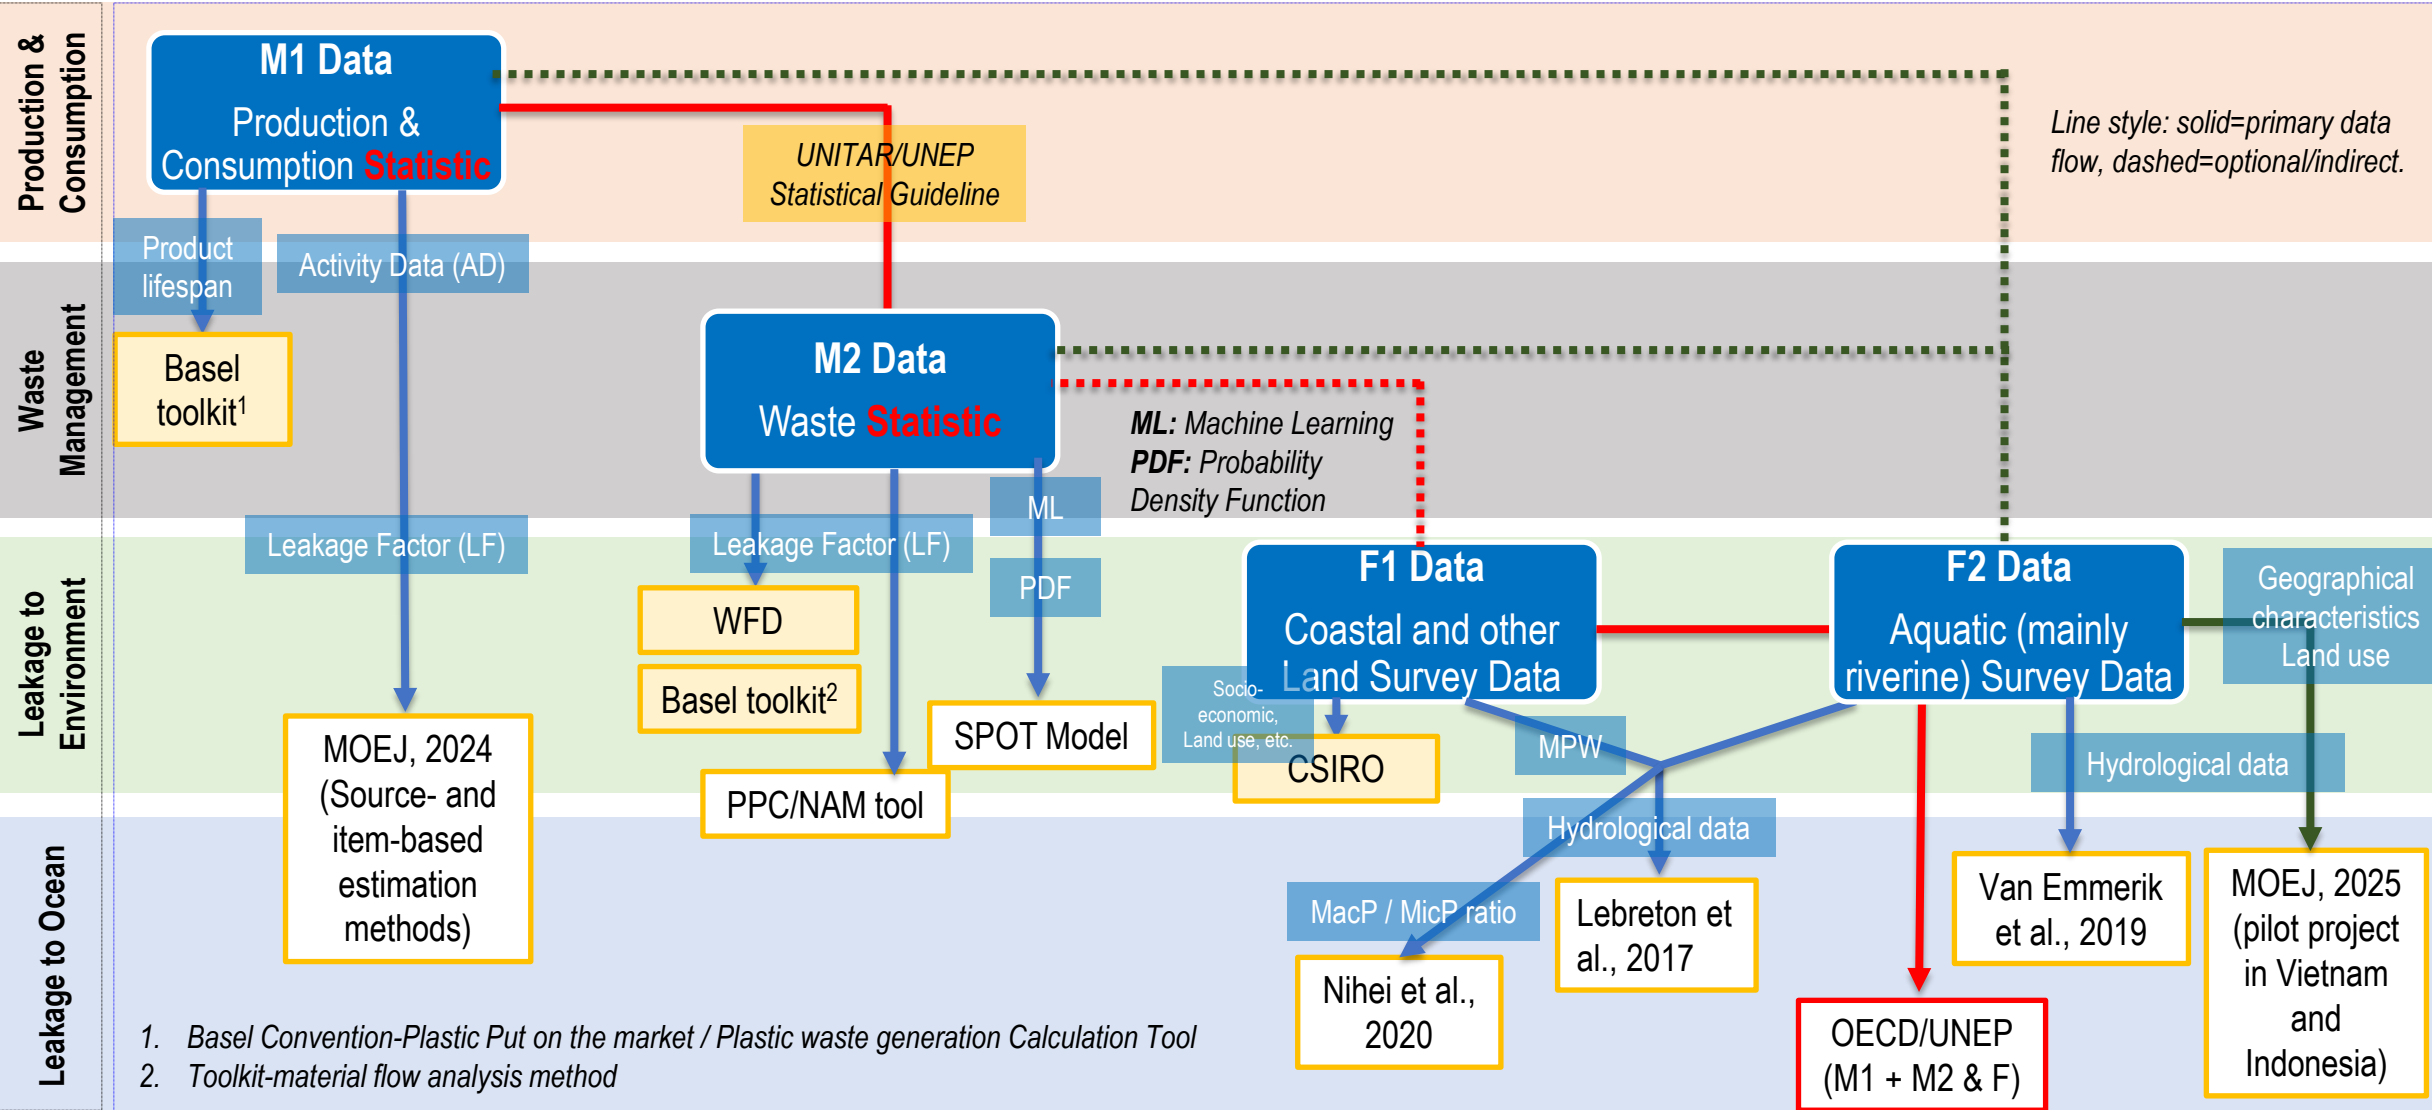 Production &
Consumption
M1 Data
Production &
Consumption Statistic
UNITAR/UNEP
Statistical Guideline
Line style: solid=primary data
flow, dashed=optional/indirect.
Product
lifespan
Activity Data (AD)
Waste
Management
Basel
toolkit1
M2 Data
Waste Statistic
ML: Machine Learning
PDF: Probability
Density Function
ML
Leakage to
Environment
Leakage Factor (LF)
Leakage Factor (LF)
PDF
WFD
Basel toolkit2
SPOT Model
PPC/NAM tool
MOEJ, 2024
(Source- and
item-based
estimation
methods)
F1 Data
Coastal and other
Land Survey Data
F2 Data
Aquatic (mainly
riverine) Survey Data
Geographical
characteristics
Land use
Socio-
economic,
Land use, etc.
CSIRO
MPW
Hydrological data
Leakage to Ocean
Hydrological data
MacP / MicP ratio
Nihei et al.,
2020
Lebreton et
al., 2017
Van Emmerik
et al., 2019
MOEJ, 2025
(pilot project
in Vietnam
and
Indonesia)
OECD/UNEP
(M1 + M2 & F)
1. Basel Convention-Plastic Put on the market / Plastic waste generation Calculation Tool
2. Toolkit-material flow analysis method